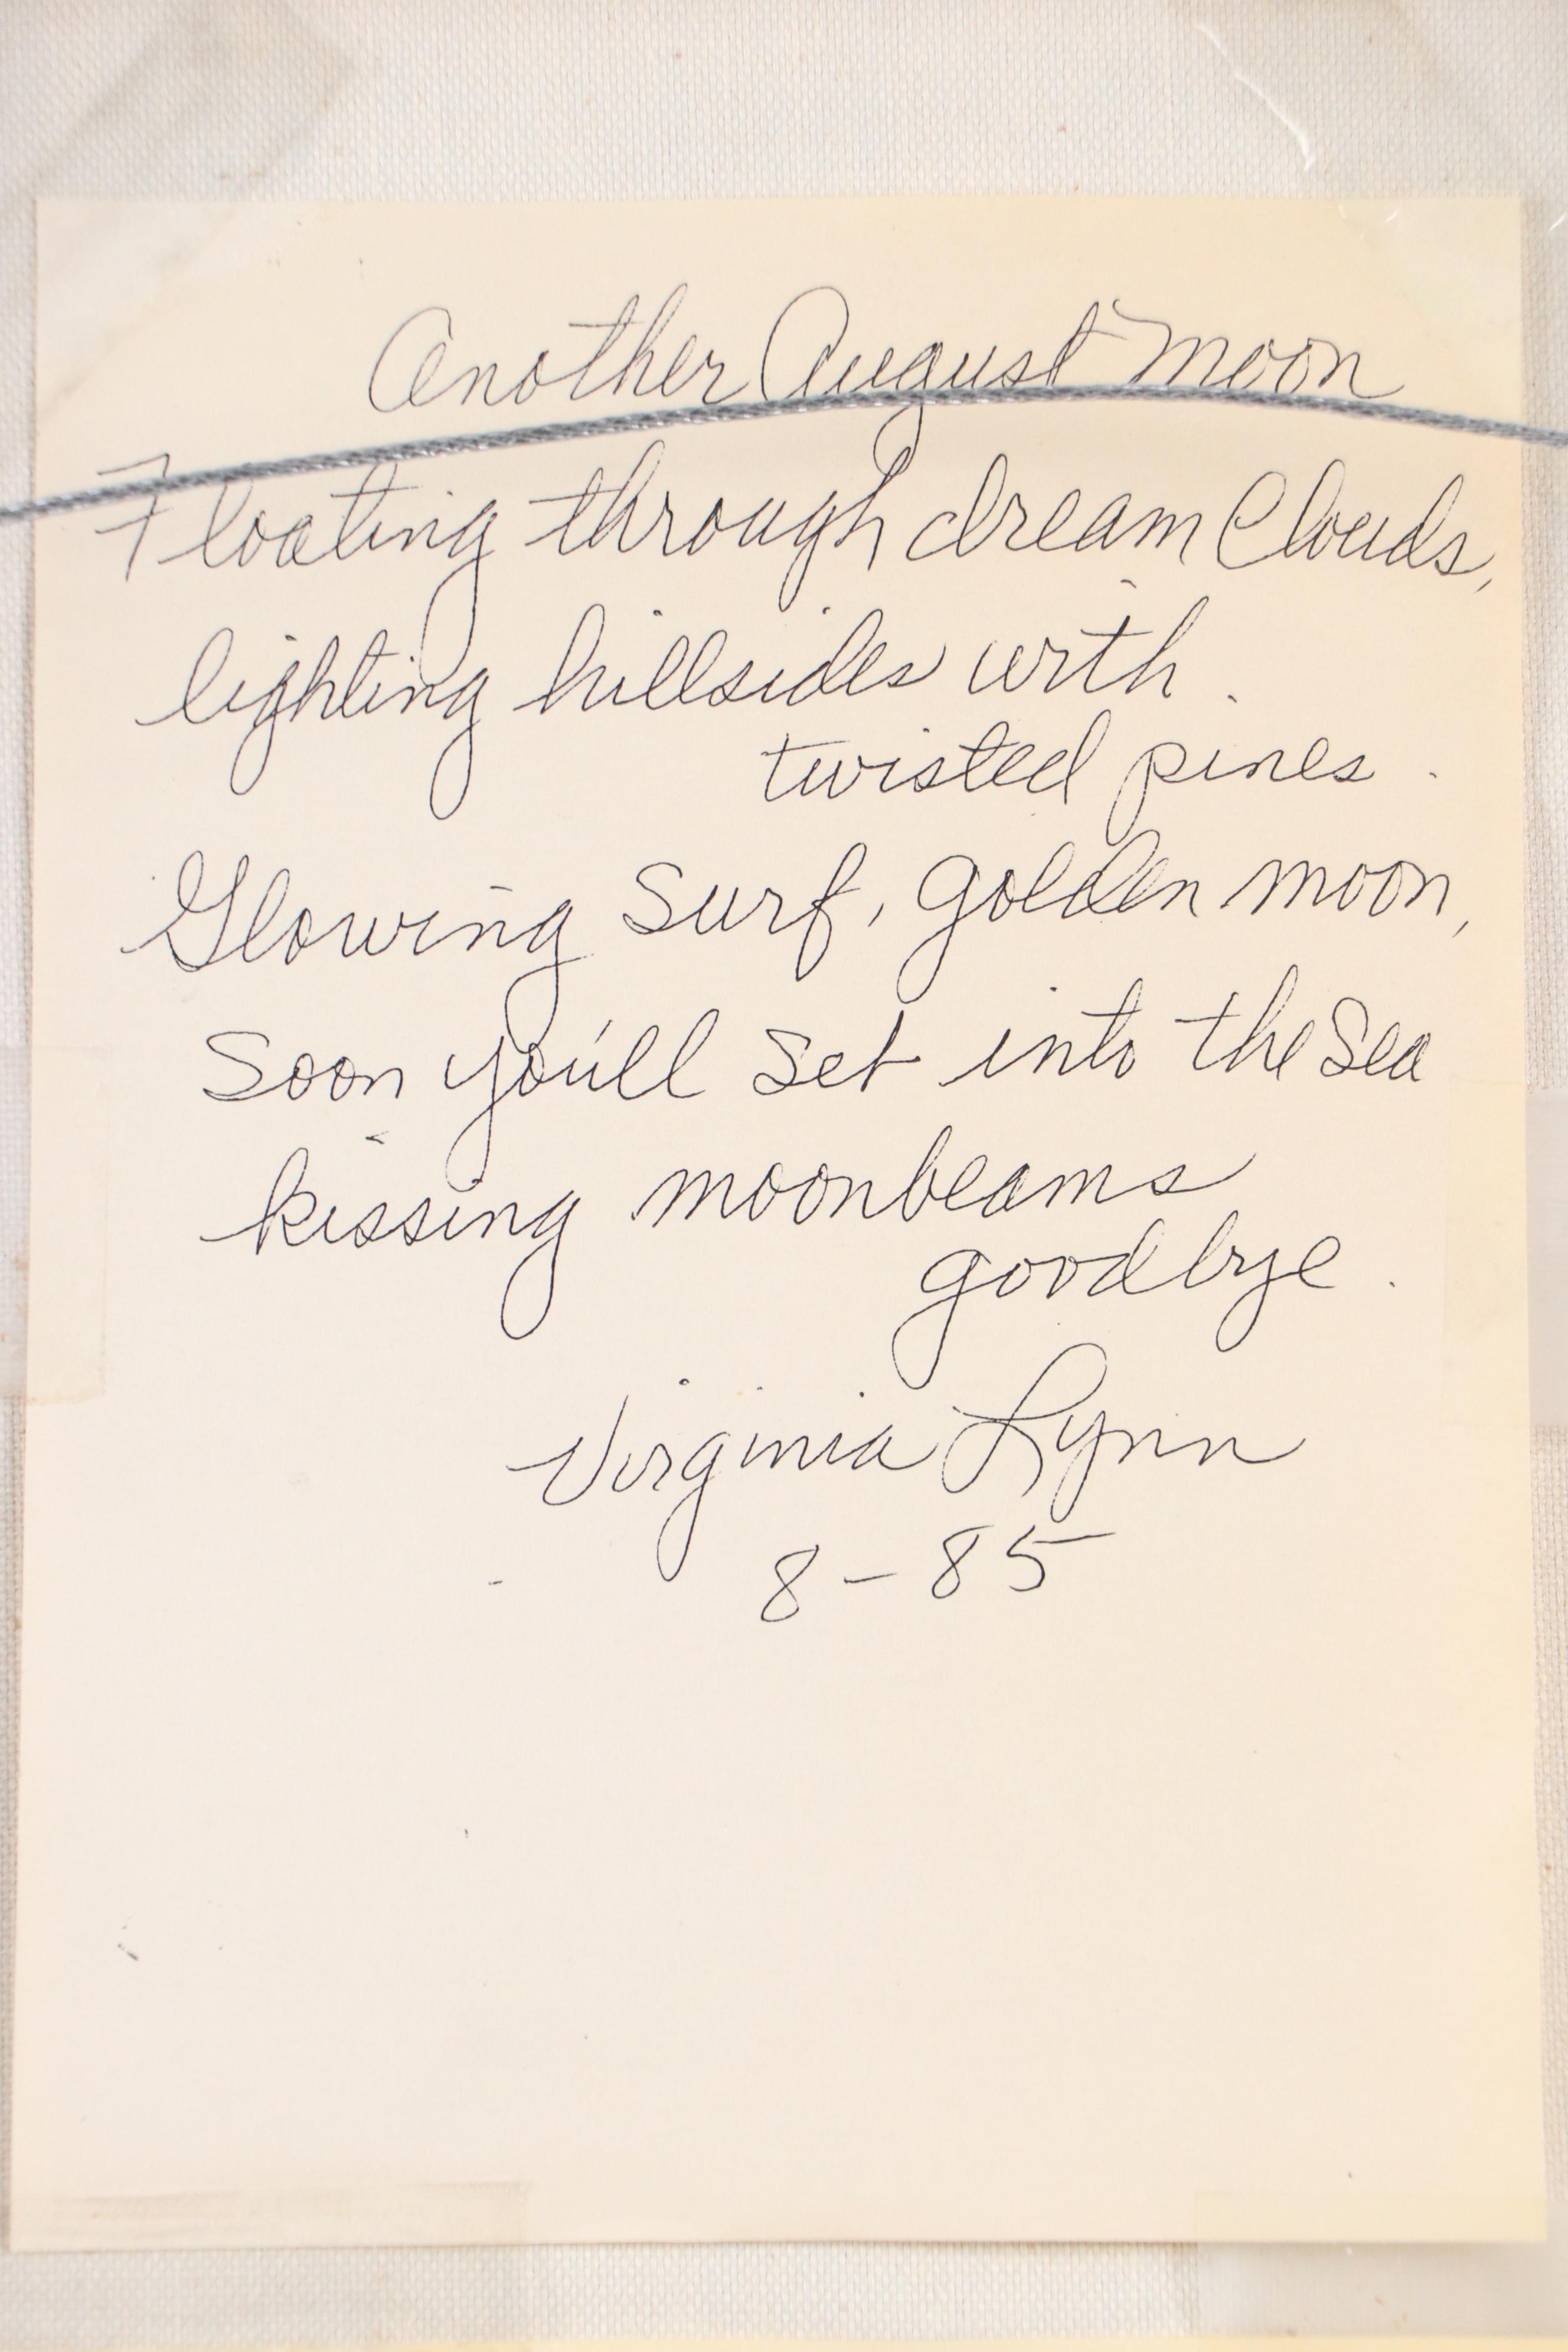 Another August Moon
Floating through dream Clouds,
lighting hillsides with
twisted pines.
Glowing surf, golden moon,
Soon you'll set into the Sea
kissing moonbeams
goodbye.
Virginia Lynn
8-85